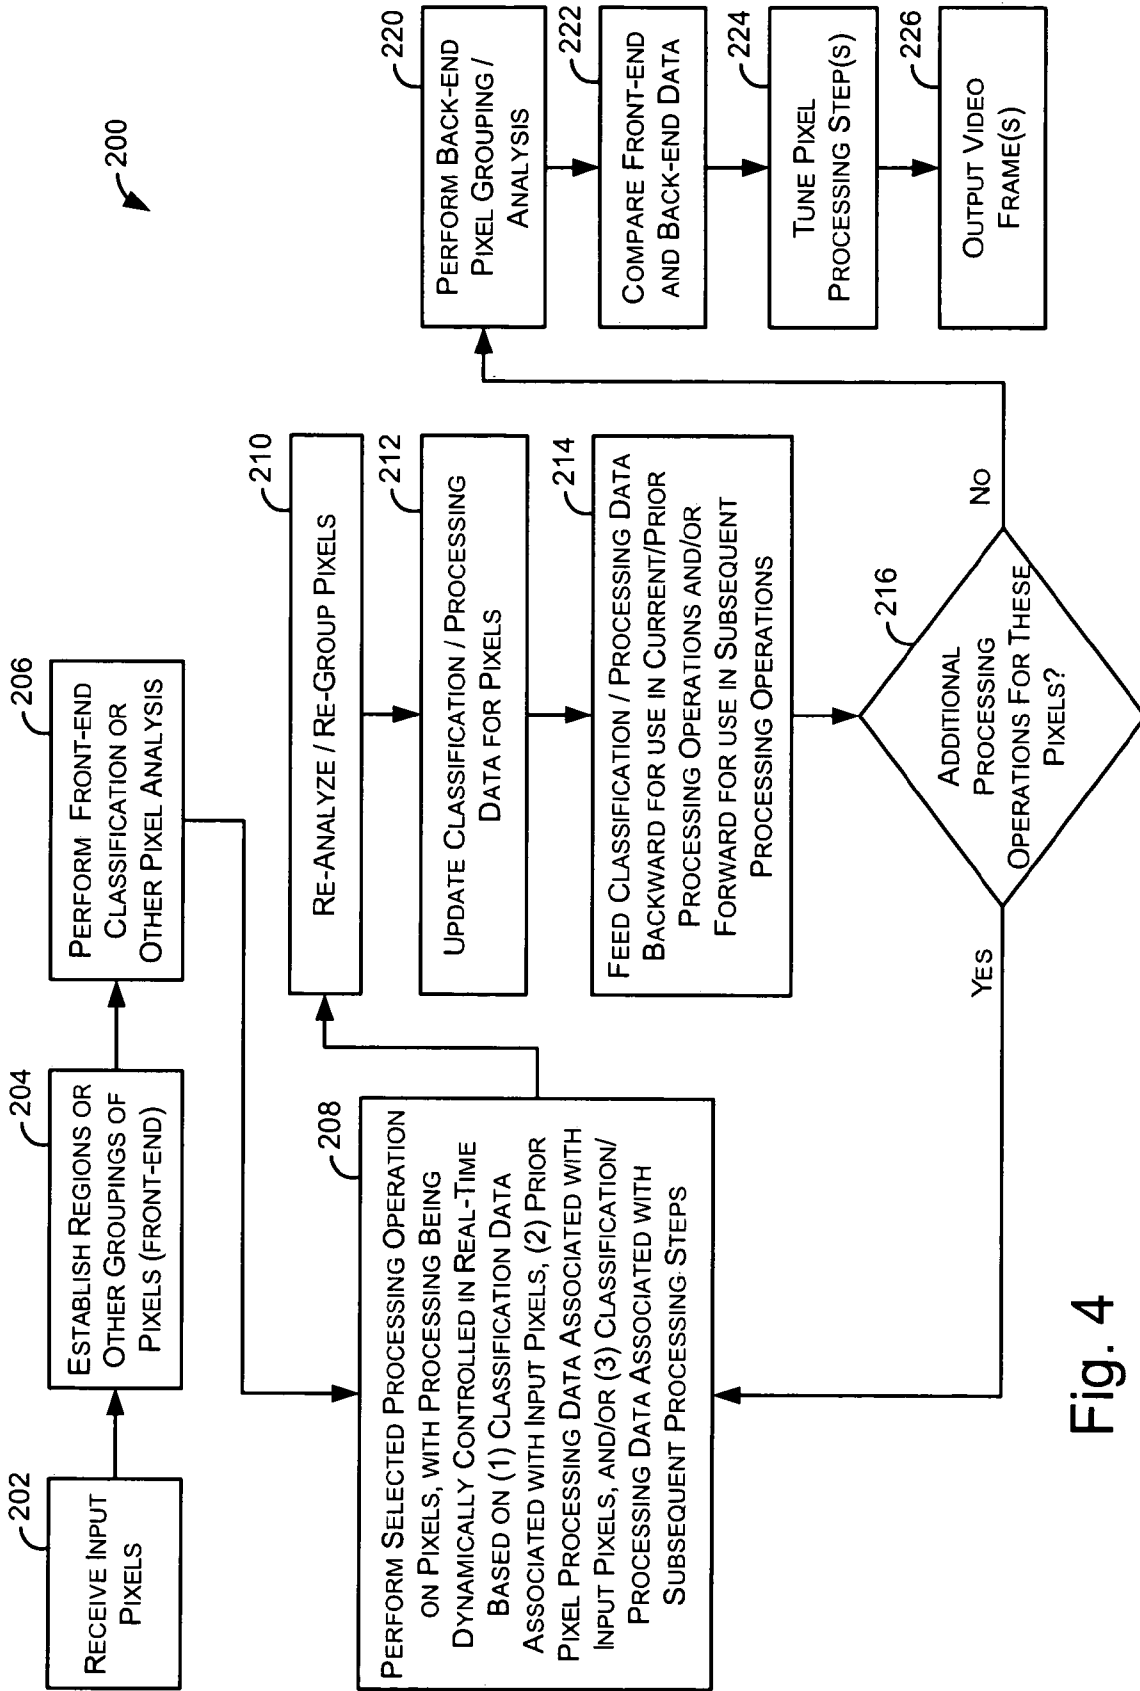 200
202
RECEIVE INPUT
PIXELS
204
ESTABLISH REGIONS OR
OTHER GROUPINGS OF
PIXELS (FRONT-END)
206
PERFORM FRONT-END
CLASSIFICATION OR
OTHER PIXEL ANALYSIS
208
PERFORM SELECTED PROCESSING OPERATION
ON PIXELS, WITH PROCESSING BEING
DYNAMICALLY CONTROLLED IN REAL-TIME
BASED ON (1) CLASSIFICATION DATA
ASSOCIATED WITH INPUT PIXELS, (2) PRIOR
PIXEL PROCESSING DATA ASSOCIATED WITH
INPUT PIXELS, AND/OR (3) CLASSIFICATION/
PROCESSING DATA ASSOCIATED WITH
SUBSEQUENT PROCESSING STEPS
210
RE-ANALYZE / RE-GROUP PIXELS
212
UPDATE CLASSIFICATION / PROCESSING
DATA FOR PIXELS
214
FEED CLASSIFICATION / PROCESSING DATA
BACKWARD FOR USE IN CURRENT/PRIOR
PROCESSING OPERATIONS AND/OR
FORWARD FOR USE IN SUBSEQUENT
PROCESSING OPERATIONS
216
ADDITIONAL
PROCESSING
OPERATIONS FOR THESE
PIXELS?
YES
NO
220
PERFORM BACK-END
PIXEL GROUPING /
ANALYSIS
222
COMPARE FRONT-END
AND BACK-END DATA
224
TUNE PIXEL
PROCESSING STEP(S)
226
OUTPUT VIDEO
FRAME(S)
Fig. 4